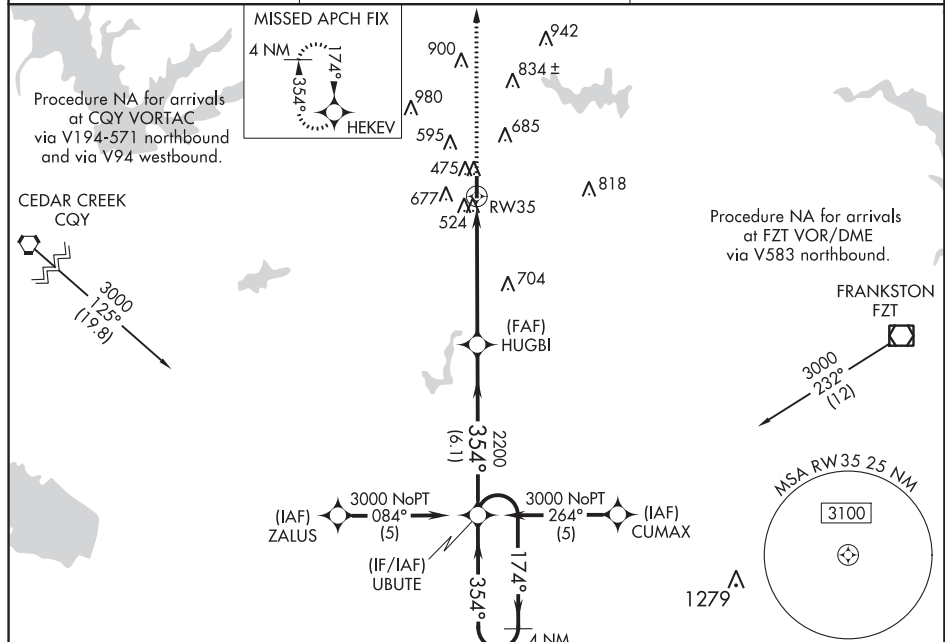 MISSED APCH FIX
4 NM
174°
354°
HEKEV
942
900
834 ±
980
595
685
475
677
524
RW35
818
Procedure NA for arrivals
at CQY VORTAC
via V194-571 northbound
and via V94 westbound.
CEDAR CREEK
CQY
3000
125°
(19.8)
Procedure NA for arrivals
at FZT VOR/DME
via V583 northbound.
FRANKSTON
FZT
3000
232°
(12)
704
(FAF)
HUGBI
2200
354°
(6.1)
(IAF)
ZALUS
3000 NoPT
084°
(5)
3000 NoPT
264°
(5)
(IAF)
CUMAX
(IF/IAF)
UBUTE
354°
174°
4 NM
MSA RW35 25 NM
3100
1279